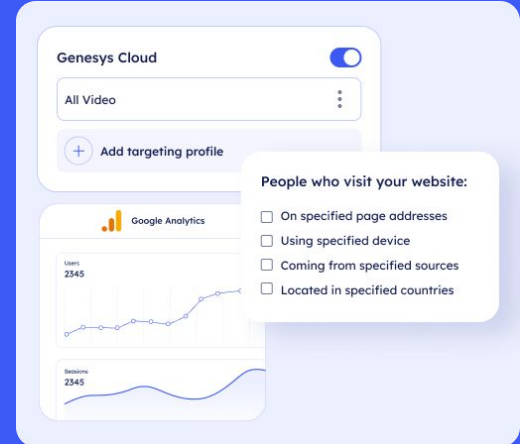 Genesys Cloud
All Video
Add targeting profile
People who visit your website:
On specified page addresses
Using specified device
Coming from specified sources
Located in specified countries
Google Analytics
Users
2345
Sessions
2345